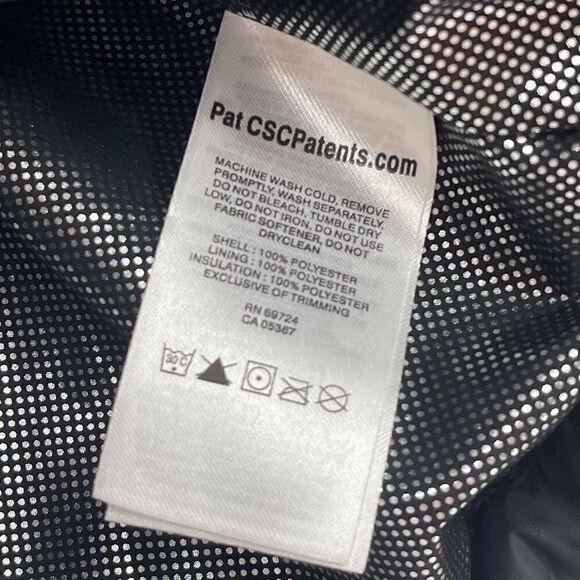 Pat CSCPatents.com
MACHINE WASH COLD, REMOVE
PROMPTLY. WASH SEPARATELY.
DO NOT BLEACH, TUMBLE DRY
LOW, DO NOT IRON, DO NOT USE
FABRIC SOFTENER, DO NOT
DRYCLEAN
SHELL : 100% POLYESTER
LINING : 100% POLYESTER
INSULATION : 100% POLYESTER
EXCLUSIVE OF TRIMMING
RN 69724
CA 05367
30 C